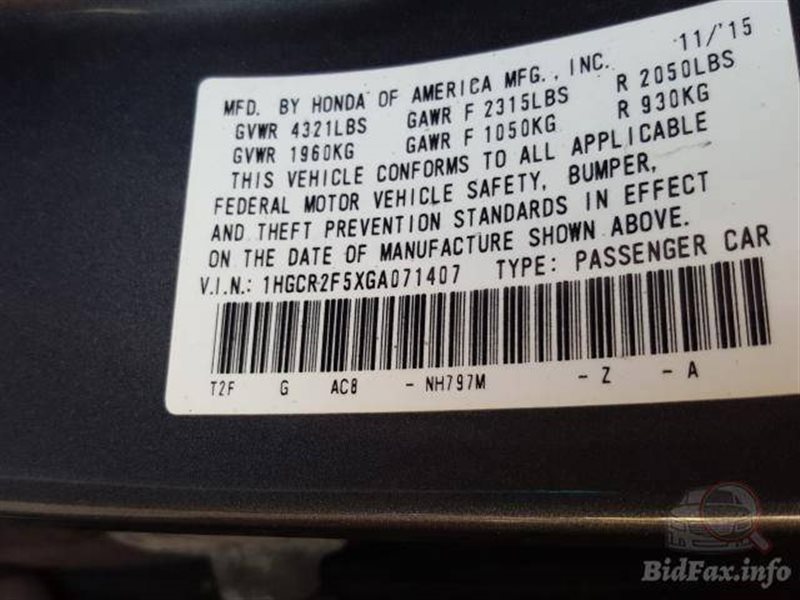 11/'15
MFD. BY HONDA OF AMERICA MFG., INC.
GVWR 4321LBS GAWR F 2315LBS R 2050LBS
GVWR 1960KG GAWR F 1050KG R 930KG
THIS VEHICLE CONFORMS TO ALL APPLICABLE
FEDERAL MOTOR VEHICLE SAFETY, BUMPER,
AND THEFT PREVENTION STANDARDS IN EFFECT
ON THE DATE OF MANUFACTURE SHOWN ABOVE.
V.I.N.: 1HGCR2F5XGA071407 TYPE: PASSENGER CAR
T2F G AC8 - NH797M - Z - A
BidFax.info